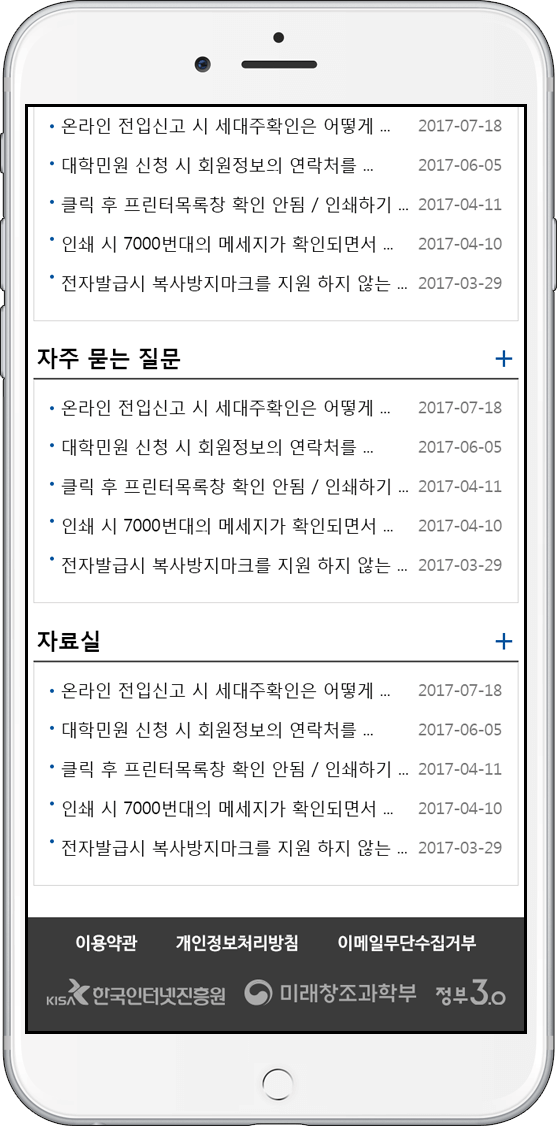 온라인 전입신고 시 세대주확인은 어떻게 ... 2017-07-18
대학민원 신청 시 회원정보의 연락처를 ... 2017-06-05
클릭 후 프린터목록창 확인 안됨 / 인쇄하기 ... 2017-04-11
인쇄 시 7000번대의 메세지가 확인되면서 ... 2017-04-10
전자발급시 복사방지마크를 지원 하지 않는 ... 2017-03-29
자주 묻는 질문 +
온라인 전입신고 시 세대주확인은 어떻게 ... 2017-07-18
대학민원 신청 시 회원정보의 연락처를 ... 2017-06-05
클릭 후 프린터목록창 확인 안됨 / 인쇄하기 ... 2017-04-11
인쇄 시 7000번대의 메세지가 확인되면서 ... 2017-04-10
전자발급시 복사방지마크를 지원 하지 않는 ... 2017-03-29
자료실 +
온라인 전입신고 시 세대주확인은 어떻게 ... 2017-07-18
대학민원 신청 시 회원정보의 연락처를 ... 2017-06-05
클릭 후 프린터목록창 확인 안됨 / 인쇄하기 ... 2017-04-11
인쇄 시 7000번대의 메세지가 확인되면서 ... 2017-04-10
전자발급시 복사방지마크를 지원 하지 않는 ... 2017-03-29
이용약관 개인정보처리방침 이메일무단수집거부
KISA 한국인터넷진흥원 미래창조과학부 정부3.0